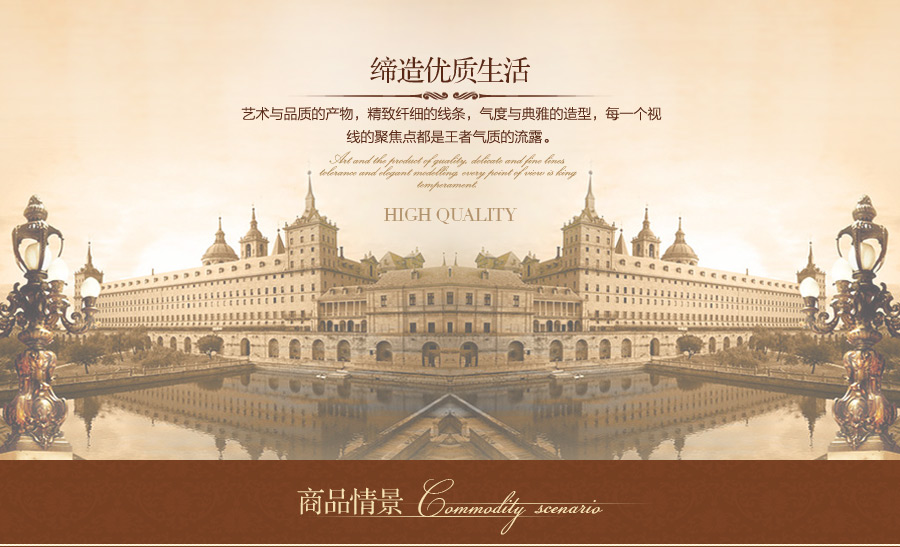 缔造优质生活
艺术与品质的产物，精致纤细的线条，气度与典雅的造型，每一个视
线的聚焦点都是王者气质的流露。
Art and the product of quality, delicate and fine lines
tolerance and elegant modelling, every point of view is king
temperament.
HIGH QUALITY
商品情景 Commodity scenario